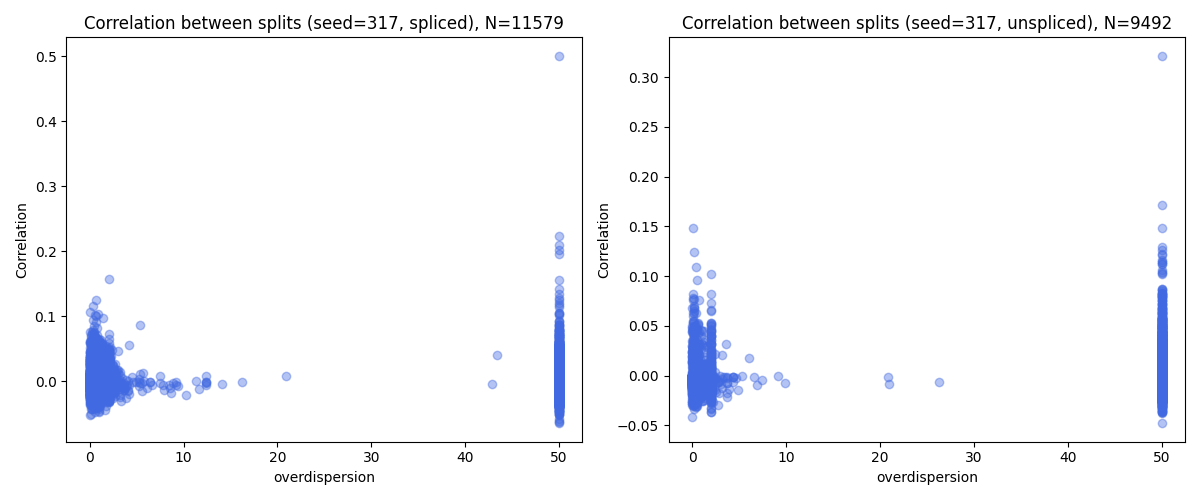 Correlation between splits (seed=317, spliced), N=11579
Correlation
0.5
0.4
0.3
0.2
0.1
0.0
0 10 20 30 40 50
overdispersion
Correlation between splits (seed=317, unspliced), N=9492
Correlation
0.30
0.25
0.20
0.15
0.10
0.05
0.00
−0.05
0 10 20 30 40 50
overdispersion